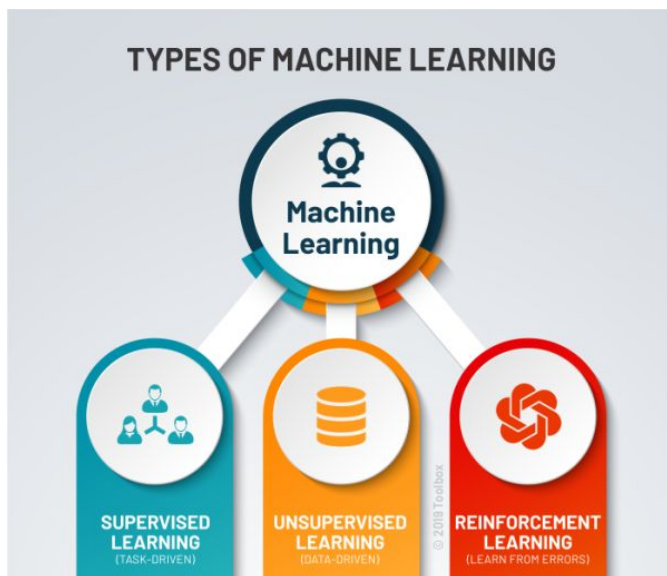 TYPES OF MACHINE LEARNING
Machine
Learning
SUPERVISED
LEARNING
(TASK-DRIVEN)
UNSUPERVISED
LEARNING
(DATA-DRIVEN)
© 2019 Toolbox
REINFORCEMENT
LEARNING
(LEARN FROM ERRORS)